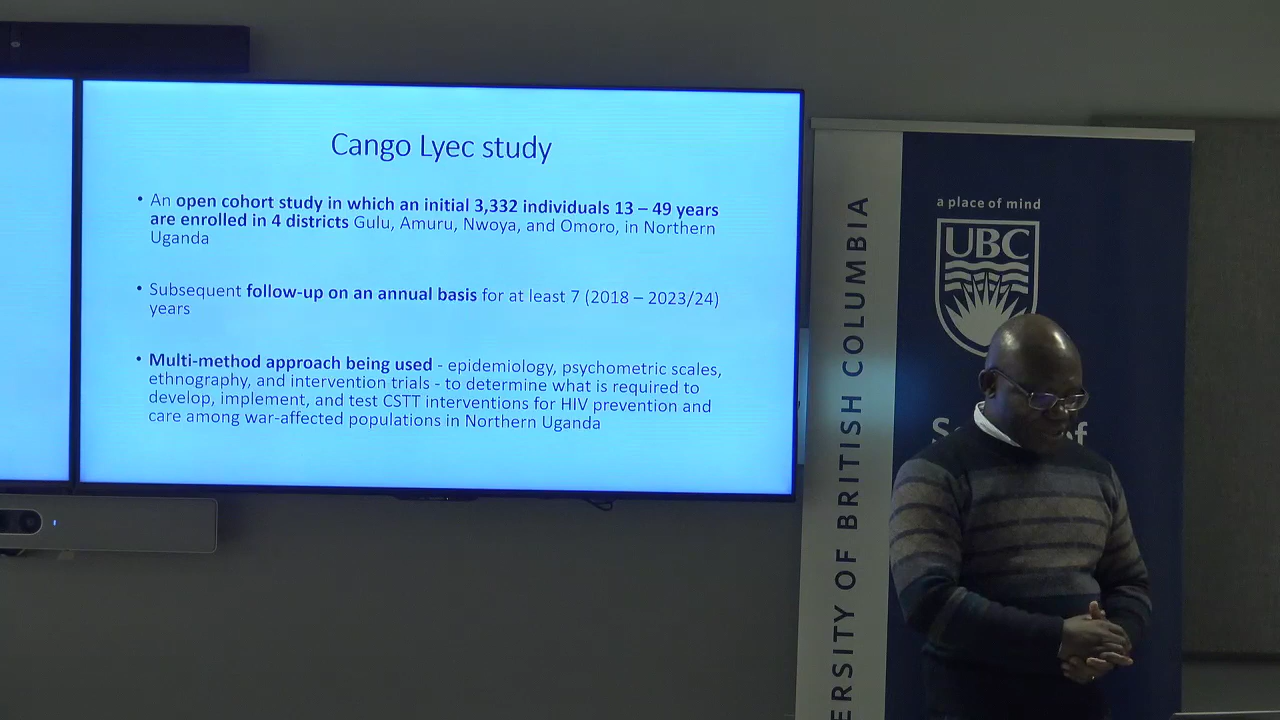 Cango Lyec study
• An open cohort study in which an initial 3,332 individuals 13 – 49 years
are enrolled in 4 districts Gulu, Amuru, Nwoya, and Omoro, in Northern
Uganda
• Subsequent follow-up on an annual basis for at least 7 (2018 – 2023/24)
years
• Multi-method approach being used - epidemiology, psychometric scales,
ethnography, and intervention trials - to determine what is required to
develop, implement, and test CSTT interventions for HIV prevention and
care among war-affected populations in Northern Uganda
ERSITY OF BRITISH COLUMBIA
a place of mind
UBC